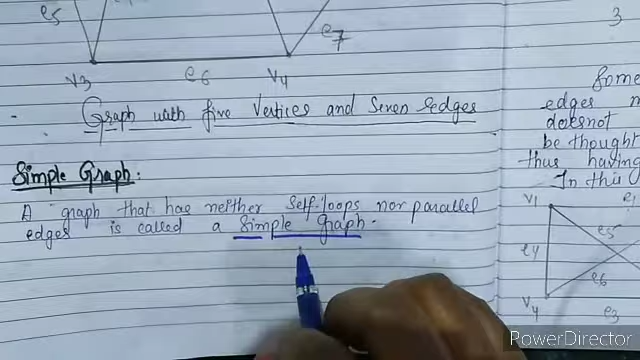 e5
e7
V3
e6
V4
Graph with five Vertices and Seven edges
Simple Graph:
A graph that has neither Self-loops nor parallel
edges is called a Simple graph.
3
Some
edges
doesnot
be thought
thus having
In this
V1
e1
e5
e4
e6
V4
e3
PowerDirector